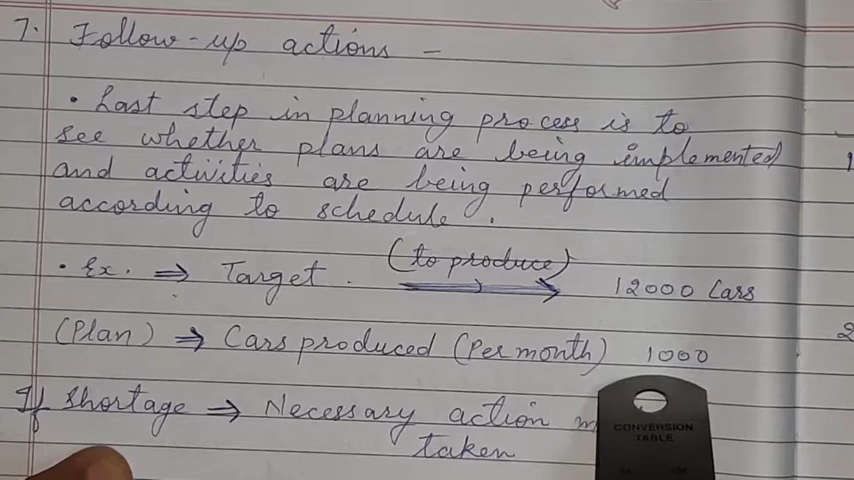 7. Follow-up actions –
• Last step in planning process is to
see whether plans are being implemented
and activities are being performed
according to schedule.
• Ex. ⇒ Target. (to produce) → 12000 Cars
(Plan) ⇒ Cars produced (Per month) 1000
If shortage ⇒ Necessary action
taken
CONVERSION
TABLE